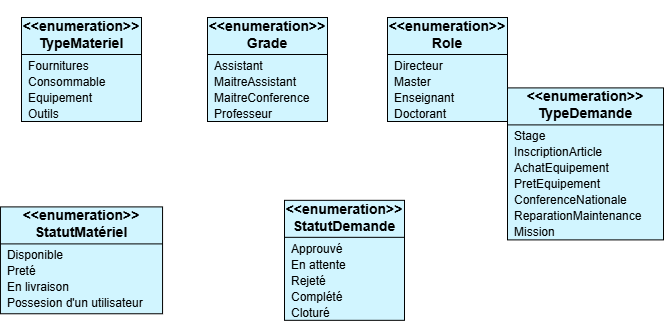 <<enumeration>>
TypeMateriel
Fournitures
Consommable
Equipement
Outils
<<enumeration>>
Grade
Assistant
MaitreAssistant
MaitreConference
Professeur
<<enumeration>>
Role
Directeur
Master
Enseignant
Doctorant
<<enumeration>>
TypeDemande
Stage
InscriptionArticle
AchatEquipement
PretEquipement
ConferenceNationale
ReparationMaintenance
Mission
<<enumeration>>
StatutMatériel
Disponible
Preté
En livraison
Possesion d'un utilisateur
<<enumeration>>
StatutDemande
Approuvé
En attente
Rejeté
Complété
Cloturé